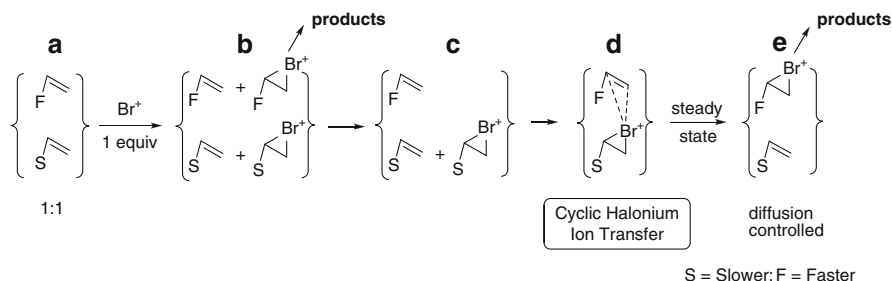 products
products
a
b
c
d
e
Br+
1 equiv
F
S
1:1
F
+
F
Br+
S
+
S
Br+
F
S
+
S
Br+
F
Br+
S
steady
state
F
Br+
S
Cyclic Halonium
Ion Transfer
diffusion
controlled
S = Slower; F = Faster